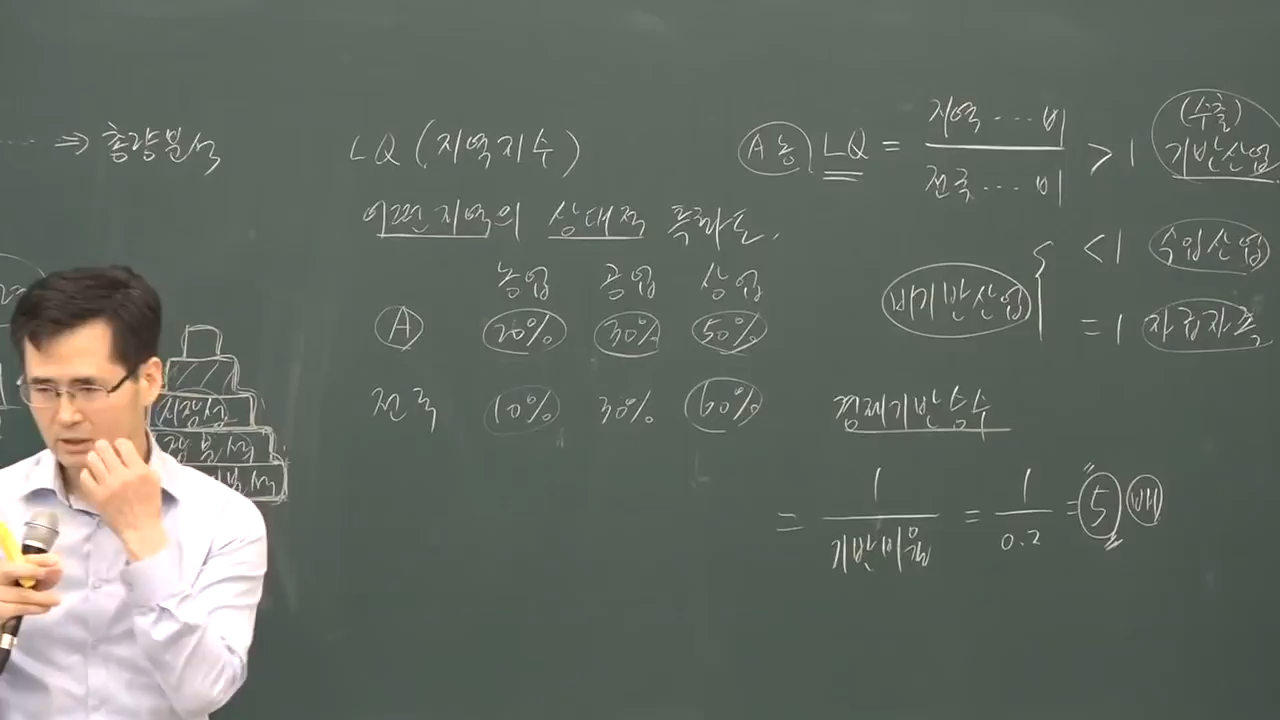 ⇒ 총량분석
LQ (지역지수)
어떤 지역의 상대적 특화도.
농업 공업 상업
A 20% 30% 50%
전국 10% 30% 60%
시장성
A 농 LQ = 지역 ... 비 / 전국 ... 비 > 1 (수출) 기반산업
비기반산업 { < 1 수입산업
= 1 자급자족
경제기반승수
= 1 / 기반비율 = 1 / 0.2 = 5 배